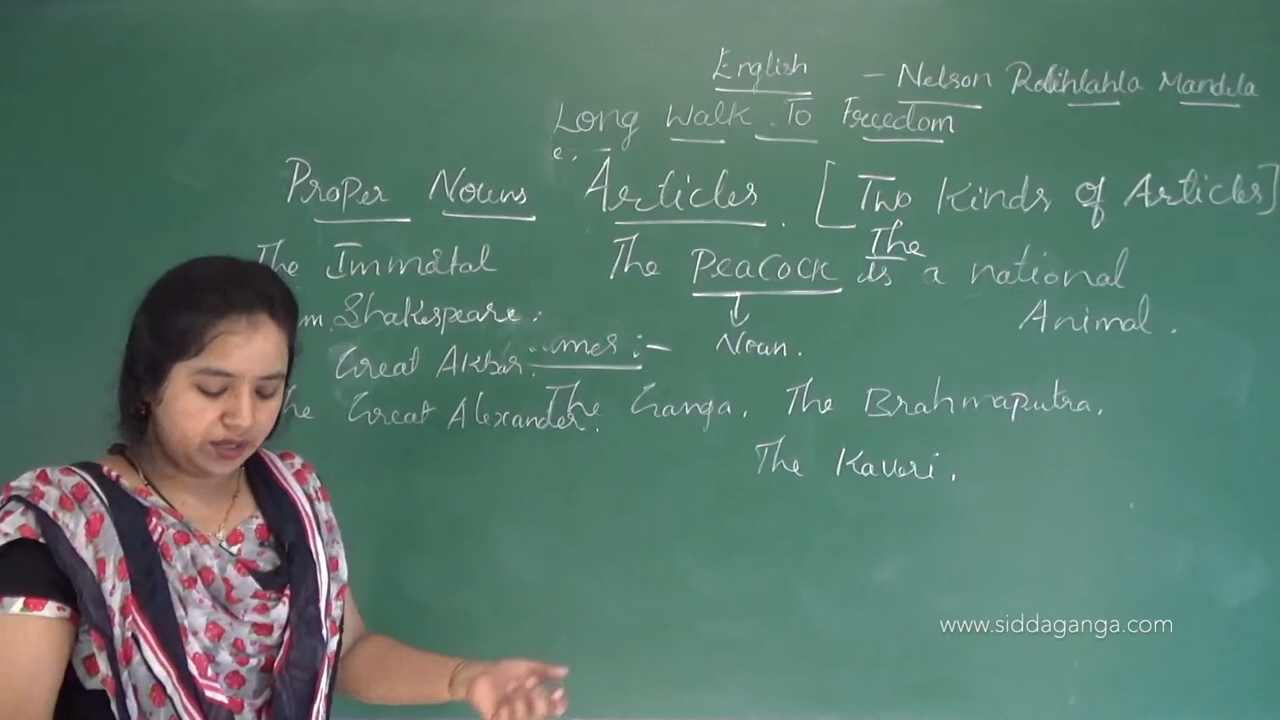 English - Nelson Rolihlahla Mandela
Long Walk To Freedom
Proper Nouns Articles. [Two Kinds of Articles]
The
The Immortal The Peacock is a national
Shakespeare. Animal.
Noun.
Great Akbar.
The Great Alexander. The Ganga. The Brahmaputra.
The Kaveri.
www.siddaganga.com